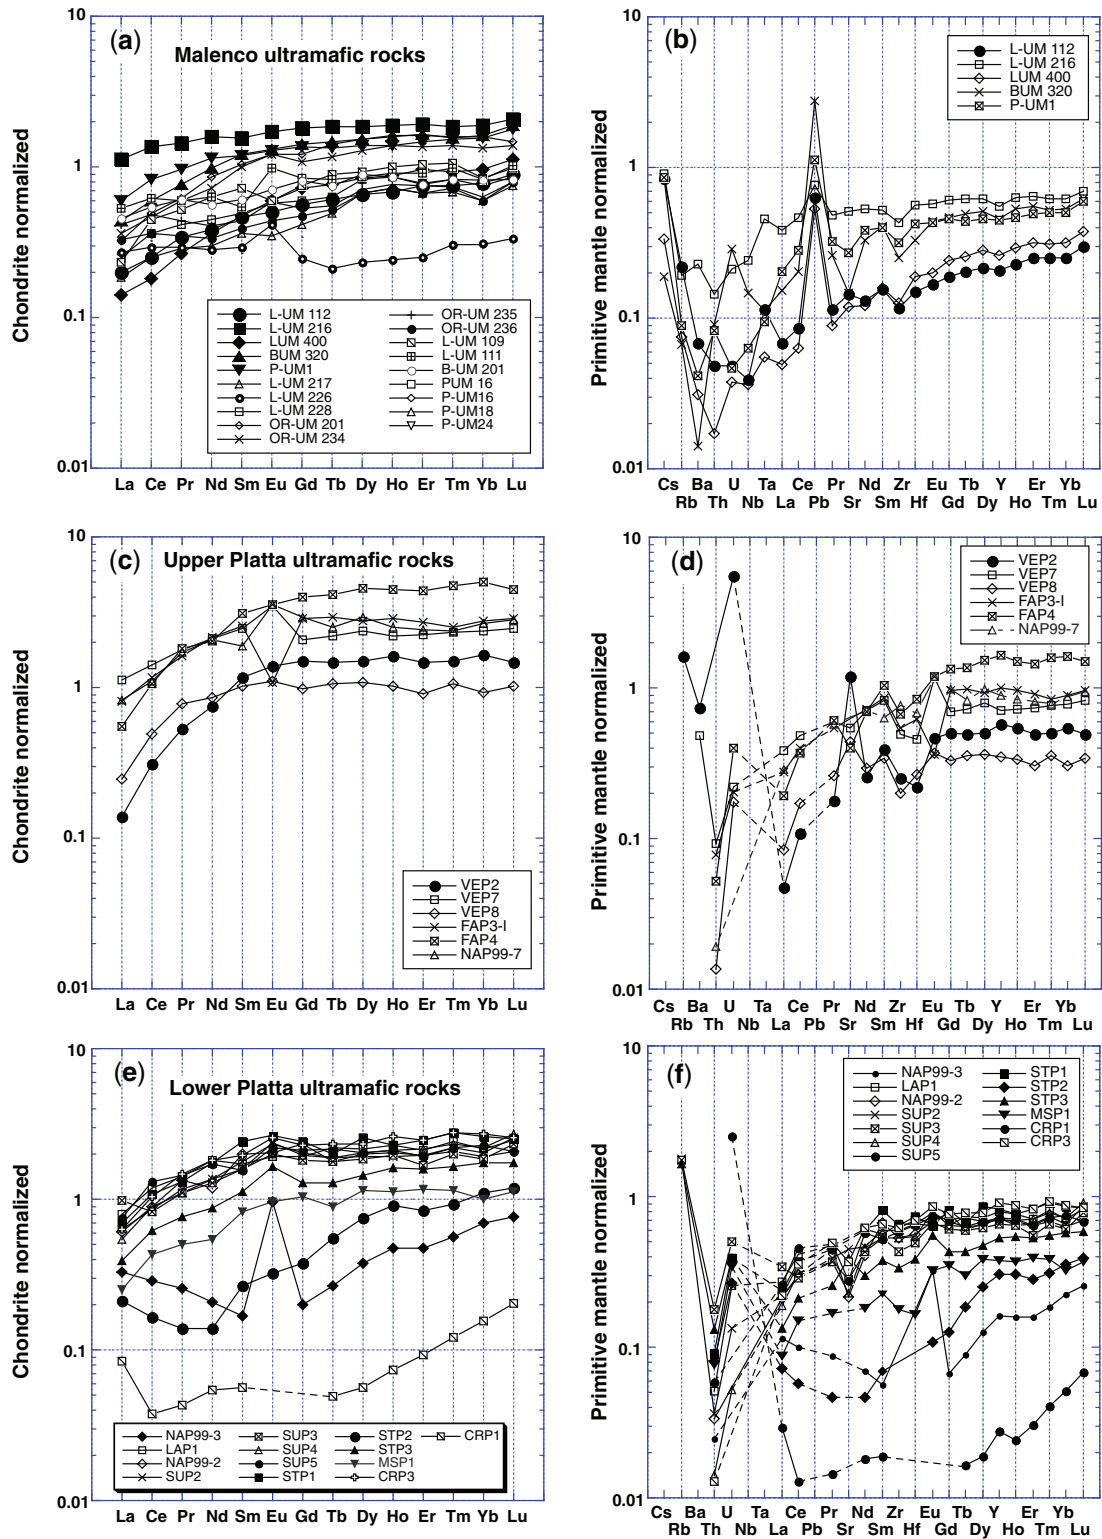 (a)
Malenco ultramafic rocks
Chondrite normalized
10
1
0.1
0.01
L-UM 112
L-UM 216
LUM 400
BUM 320
P-UM1
L-UM 217
L-UM 226
L-UM 228
OR-UM 201
OR-UM 234
OR-UM 235
OR-UM 236
L-UM 109
L-UM 111
B-UM 201
PUM 16
P-UM16
P-UM18
P-UM24
La Ce Pr Nd Sm Eu Gd Tb Dy Ho Er Tm Yb Lu
(b)
Primitive mantle normalized
10
1
0.1
0.01
L-UM 112
L-UM 216
LUM 400
BUM 320
P-UM1
Cs Ba U Ta Ce Pr Nd Zr Eu Tb Y Er Yb
Rb Th Nb La Pb Sr Sm Hf Gd Dy Ho Tm Lu
(c)
Upper Platta ultramafic rocks
Chondrite normalized
10
1
0.1
0.01
VEP2
VEP7
VEP8
FAP3-I
FAP4
NAP99-7
La Ce Pr Nd Sm Eu Gd Tb Dy Ho Er Tm Yb Lu
(d)
Primitive mantle normalized
10
1
0.1
0.01
VEP2
VEP7
VEP8
FAP3-I
FAP4
NAP99-7
Cs Ba U Ta Ce Pr Nd Zr Eu Tb Y Er Yb
Rb Th Nb La Pb Sr Sm Hf Gd Dy Ho Tm Lu
(e)
Lower Platta ultramafic rocks
Chondrite normalized
10
1
0.1
0.01
NAP99-3
LAP1
NAP99-2
SUP2
SUP3
SUP4
SUP5
STP1
STP2
STP3
MSP1
CRP3
CRP1
La Ce Pr Nd Sm Eu Gd Tb Dy Ho Er Tm Yb Lu
(f)
Primitive mantle normalized
10
1
0.1
0.01
NAP99-3
LAP1
NAP99-2
SUP2
SUP3
SUP4
SUP5
STP1
STP2
STP3
MSP1
CRP1
CRP3
Cs Ba U Ta Ce Pr Nd Zr Eu Tb Y Er Yb
Rb Th Nb La Pb Sr Sm Hf Gd Dy Ho Tm Lu